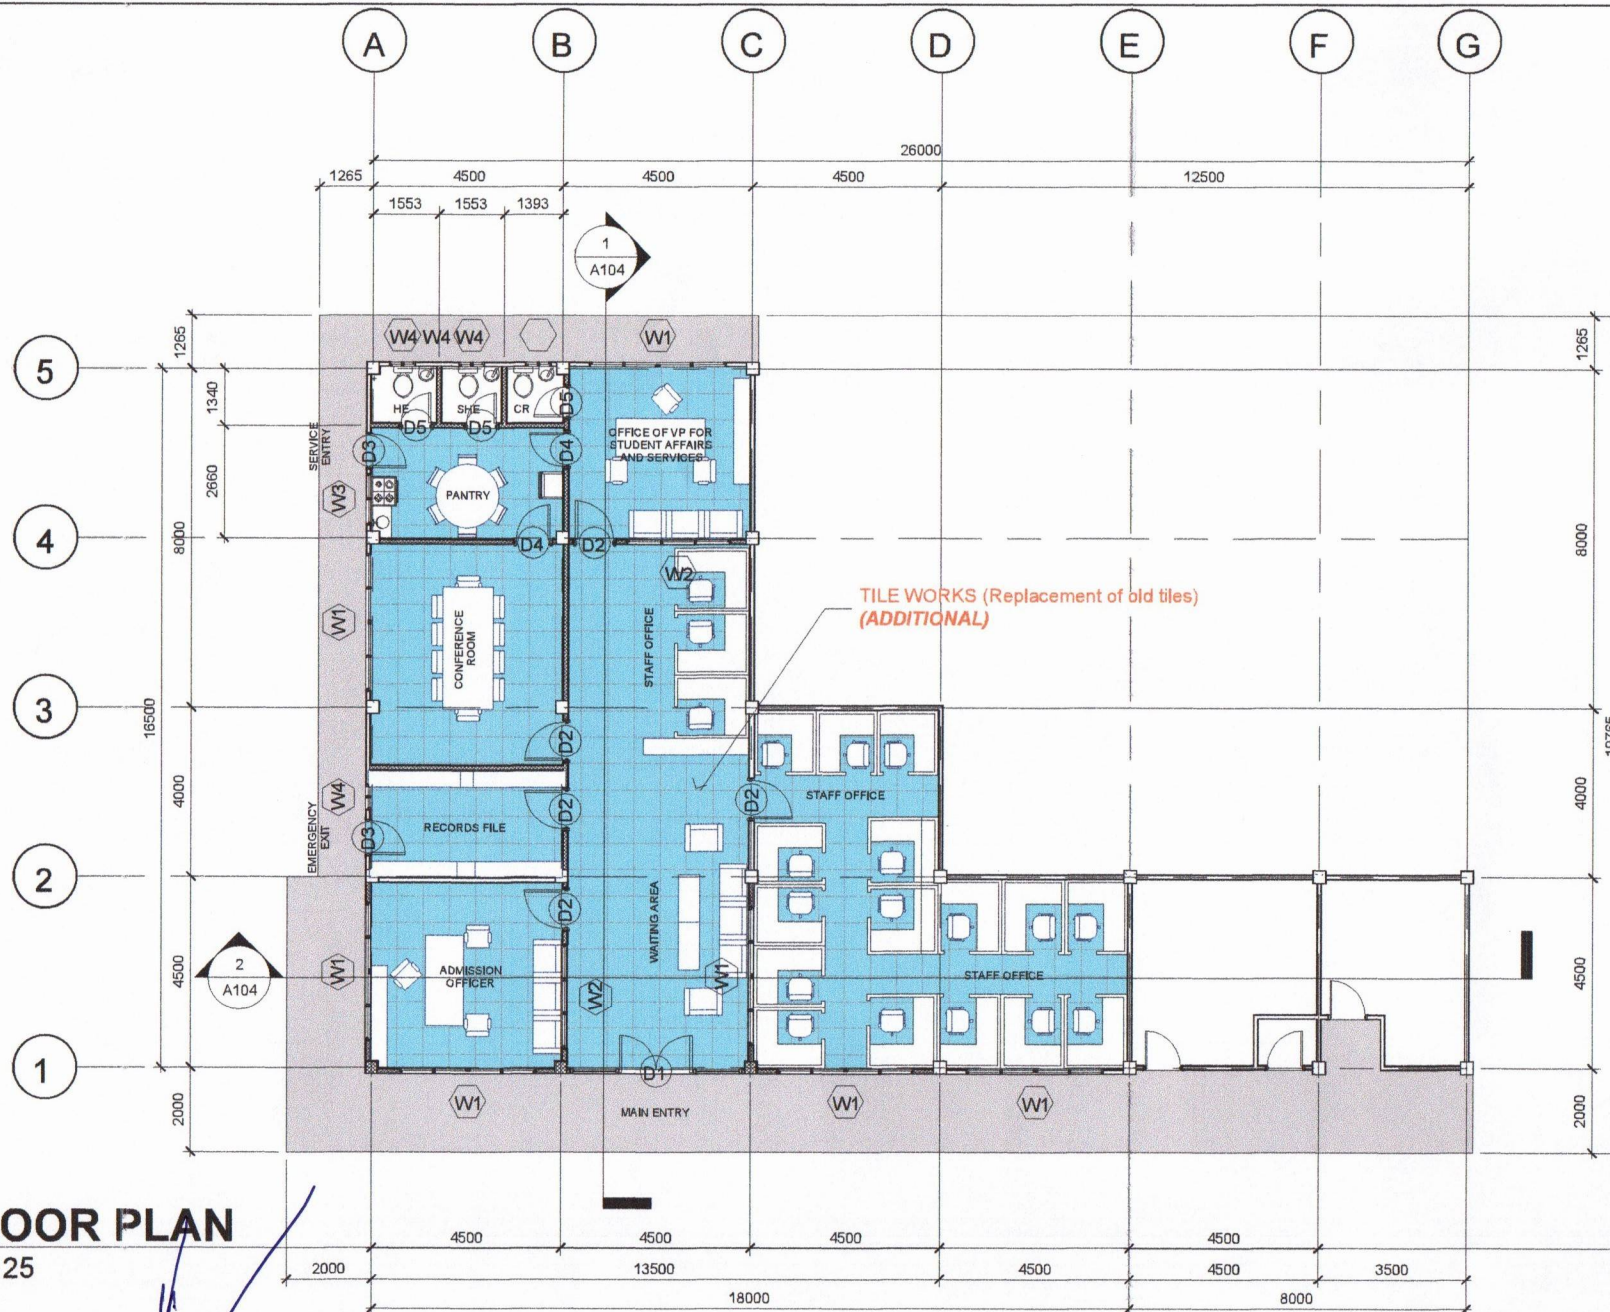 A B C D E F G
26000
1265 4500 4500 4500 12500
1553 1553 1393
1
A104
1265
1265
W4 W4 W4 W1
5
1340
HE SHE CR
D5 D5 D5
SERVICE
ENTRY
D3
D4
OFFICE OF VP FOR
STUDENT AFFAIRS
AND SERVICES
2660
W3
PANTRY
4
8000
8000
D4 D2
W2
W1
CONFERENCE
ROOM
STAFF OFFICE
TILE WORKS (Replacement of old tiles)
(ADDITIONAL)
3
16500
D2
4000
4000
W4
D2
D2
STAFF OFFICE
EMERGENCY
EXIT
D3
RECORDS FILE
2
D2
WAITING AREA
2
A104
4500
4500
W1
ADMISSION
OFFICER
W2
W1
STAFF OFFICE
1
D1
2000
2000
W1
MAIN ENTRY
W1
W1
OOR PLAN
25
4500 4500 4500 4500
2000 13500 4500 4500 3500
18000 8000